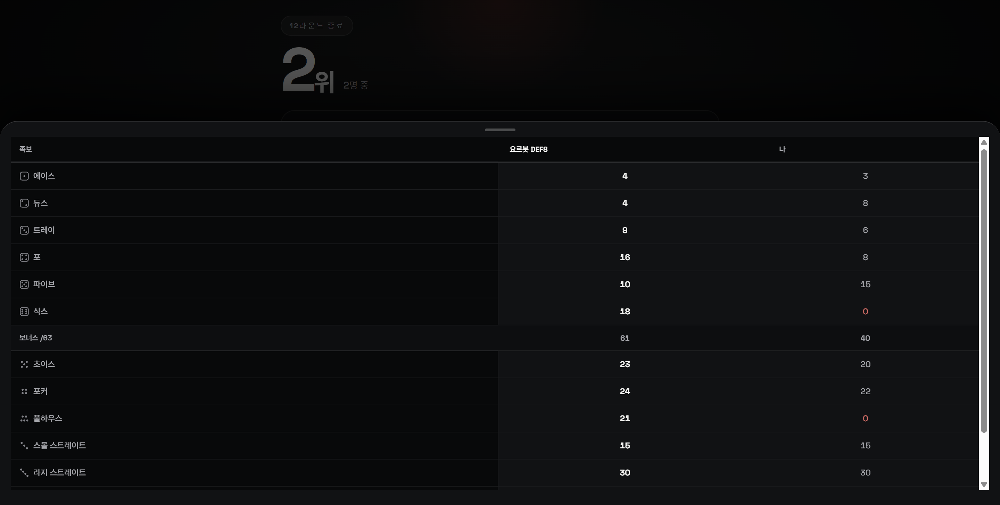 12라운드 종료
2위 2명 중
족보 요르봇 DEF8 나
에이스 4 3
듀스 4 8
트레이 9 6
포 16 8
파이브 10 15
식스 18 0
보너스 /63 61 40
초이스 23 20
포커 24 22
풀하우스 21 0
스몰 스트레이트 15 15
라지 스트레이트 30 30